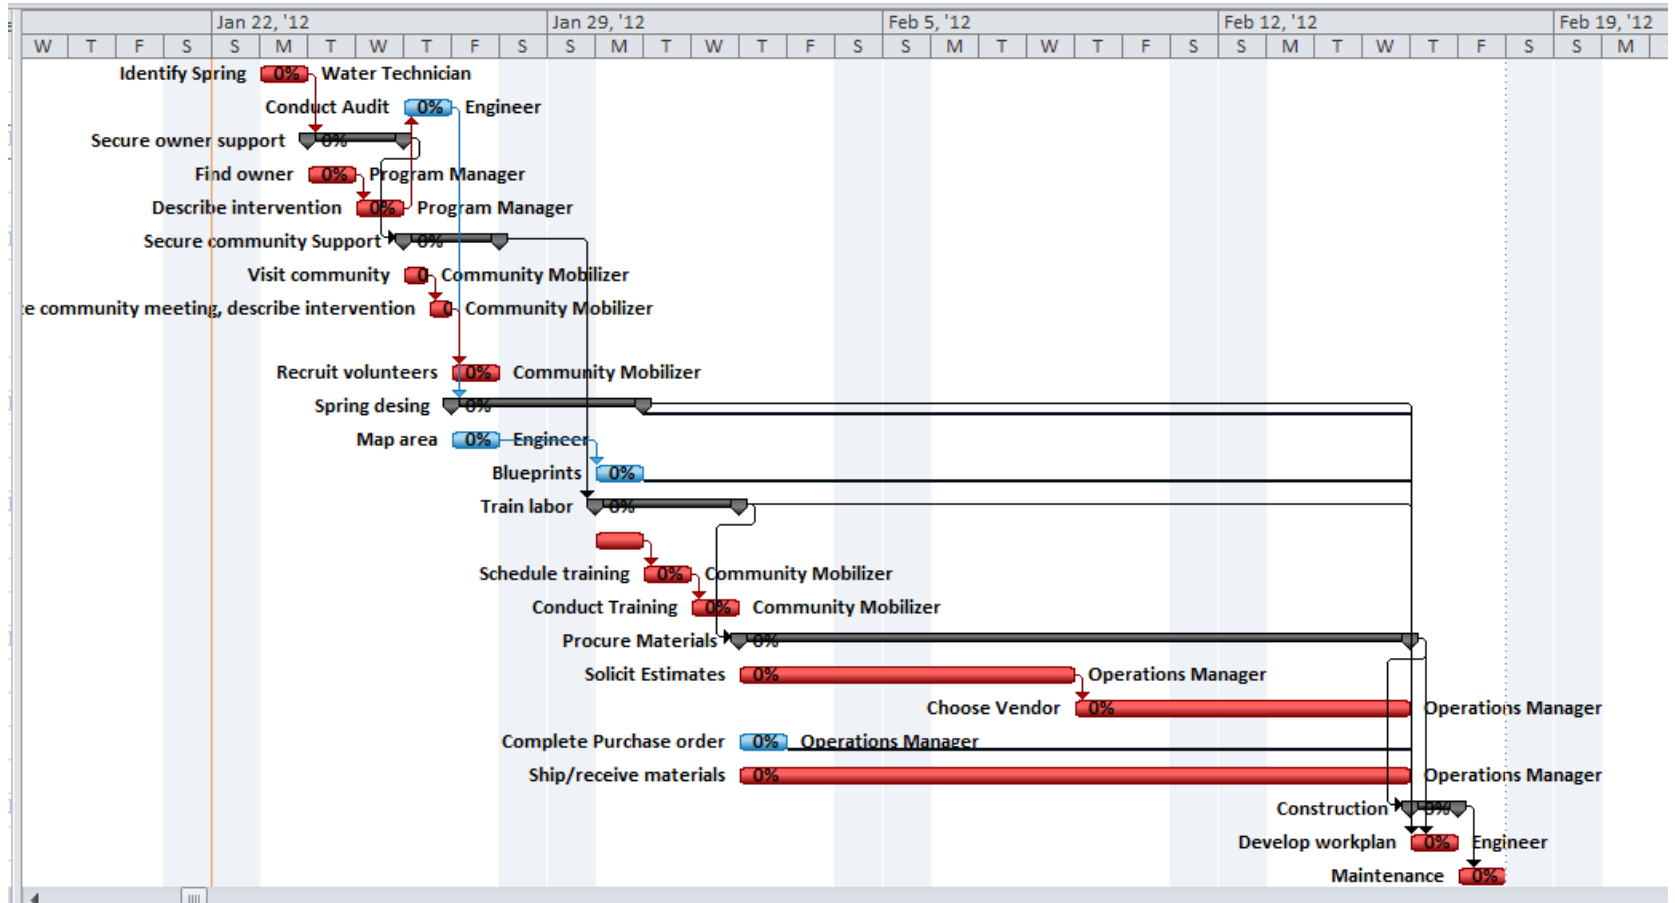 Jan 22, '12 Jan 29, '12 Feb 5, '12 Feb 12, '12 Feb 19, '12
W T F S S M T W T F S S M T W T F S S M T W T F S S M T W T F S S M
Identify Spring 0% Water Technician
Conduct Audit 0% Engineer
Secure owner support 0%
Find owner 0% Program Manager
Describe intervention 0% Program Manager
Secure community Support 0%
Visit community 0 Community Mobilizer
e community meeting, describe intervention 0 Community Mobilizer
Recruit volunteers 0% Community Mobilizer
Spring desing 0%
Map area 0% Engineer
Blueprints 0%
Train labor 0%
Schedule training 0% Community Mobilizer
Conduct Training 0% Community Mobilizer
Procure Materials 0%
Solicit Estimates 0% Operations Manager
Choose Vendor 0% Operations Manager
Complete Purchase order 0% Operations Manager
Ship/receive materials 0% Operations Manager
Construction 0%
Develop workplan 0% Engineer
Maintenance 0%